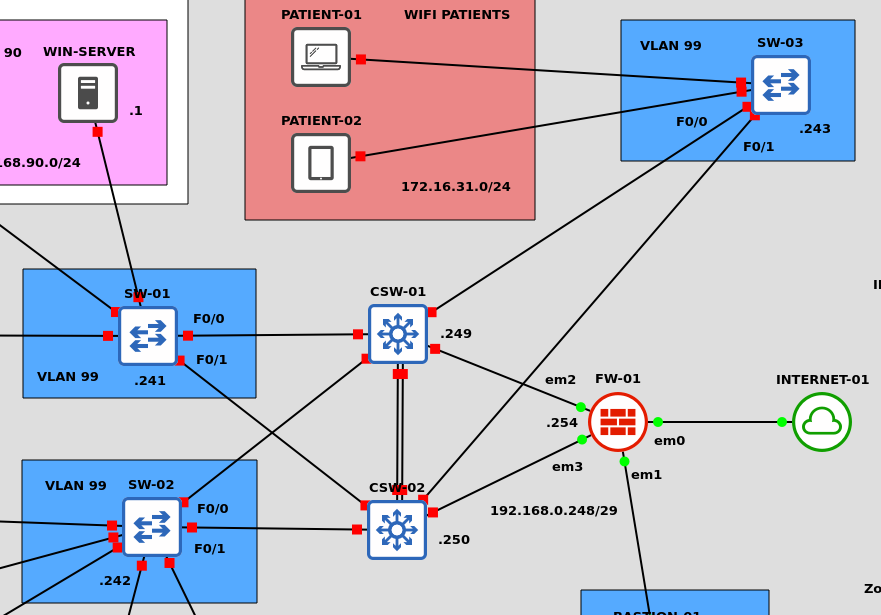 PATIENT-01
WIFI PATIENTS
PATIENT-02
172.16.31.0/24
90
WIN-SERVER
.1
.68.90.0/24
VLAN 99
SW-03
F0/0
.243
F0/1
SW-01
F0/0
F0/1
VLAN 99
.241
CSW-01
.249
em2
FW-01
.254
em3
em0
em1
INTERNET-01
VLAN 99
SW-02
F0/0
F0/1
.242
CSW-02
.250
192.168.0.248/29
BASTION-01
Zo